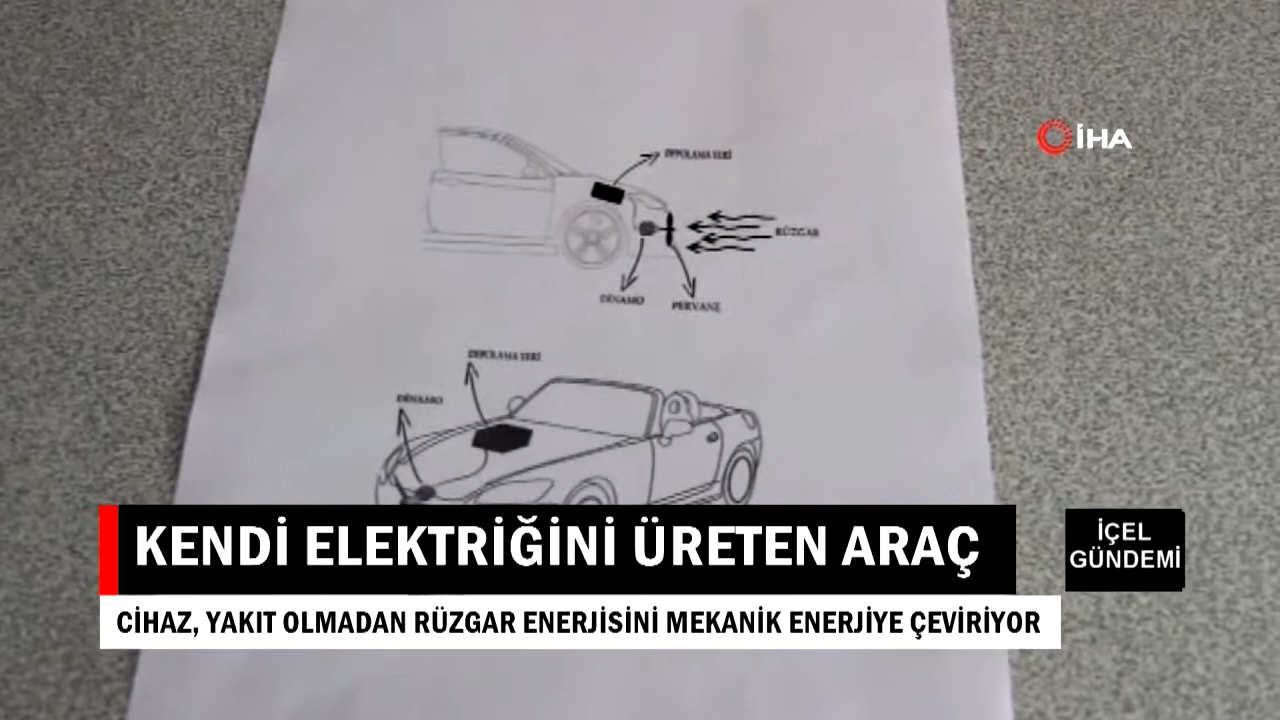 İHA
DEPOLAMA YERİ
RÜZGAR
DİNAMO
PERVANE
DEPOLAMA YERİ
DİNAMO
KENDİ ELEKTRİĞİNİ ÜRETEN ARAÇ
CİHAZ, YAKIT OLMADAN RÜZGAR ENERJİSİNİ MEKANİK ENERJİYE ÇEVİRİYOR
İÇEL
GÜNDEMİ